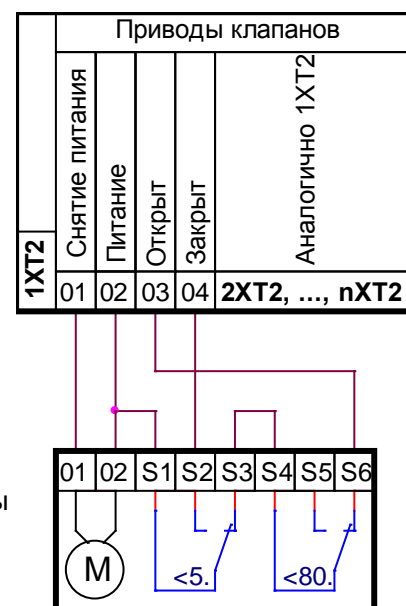 Приводы клапанов
1XT2
Снятие питания
Питание
Открыт
Закрыт
Аналогично 1XT2
01 02 03 04 2XT2, ..., nXT2
01 02 S1 S2 S3 S4 S5 S6
ы
M
<5.
<80.